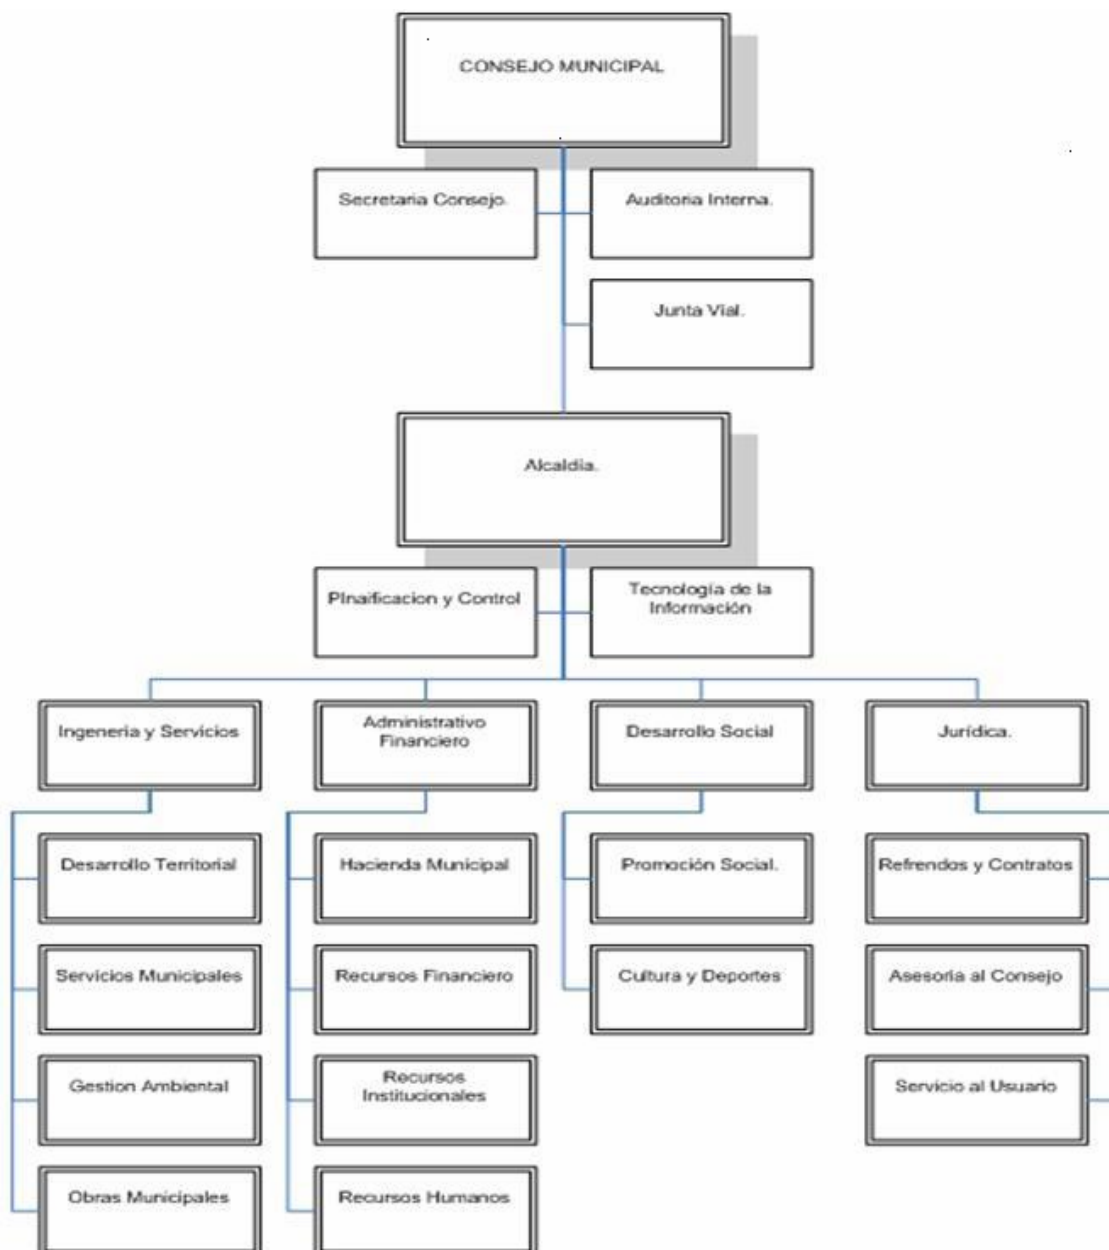 CONSEJO MUNICIPAL
Secretaria Consejo.
Auditoria Interna.
Junta Vial.
Alcaldía.
Plnaificacion y Control
Tecnología de la
Información
Ingeneria y Servicios
Administrativo
Financiero
Desarrollo Social
Jurídica.
Desarrollo Territorial
Hacienda Municipal
Promoción Social.
Refrendos y Contratos
Servicios Municipales
Recursos Financiero
Cultura y Deportes
Asesoría al Consejo
Gestion Ambiental
Recursos
Institucionales
Servicio al Usuario
Obras Municipales
Recursos Humanos